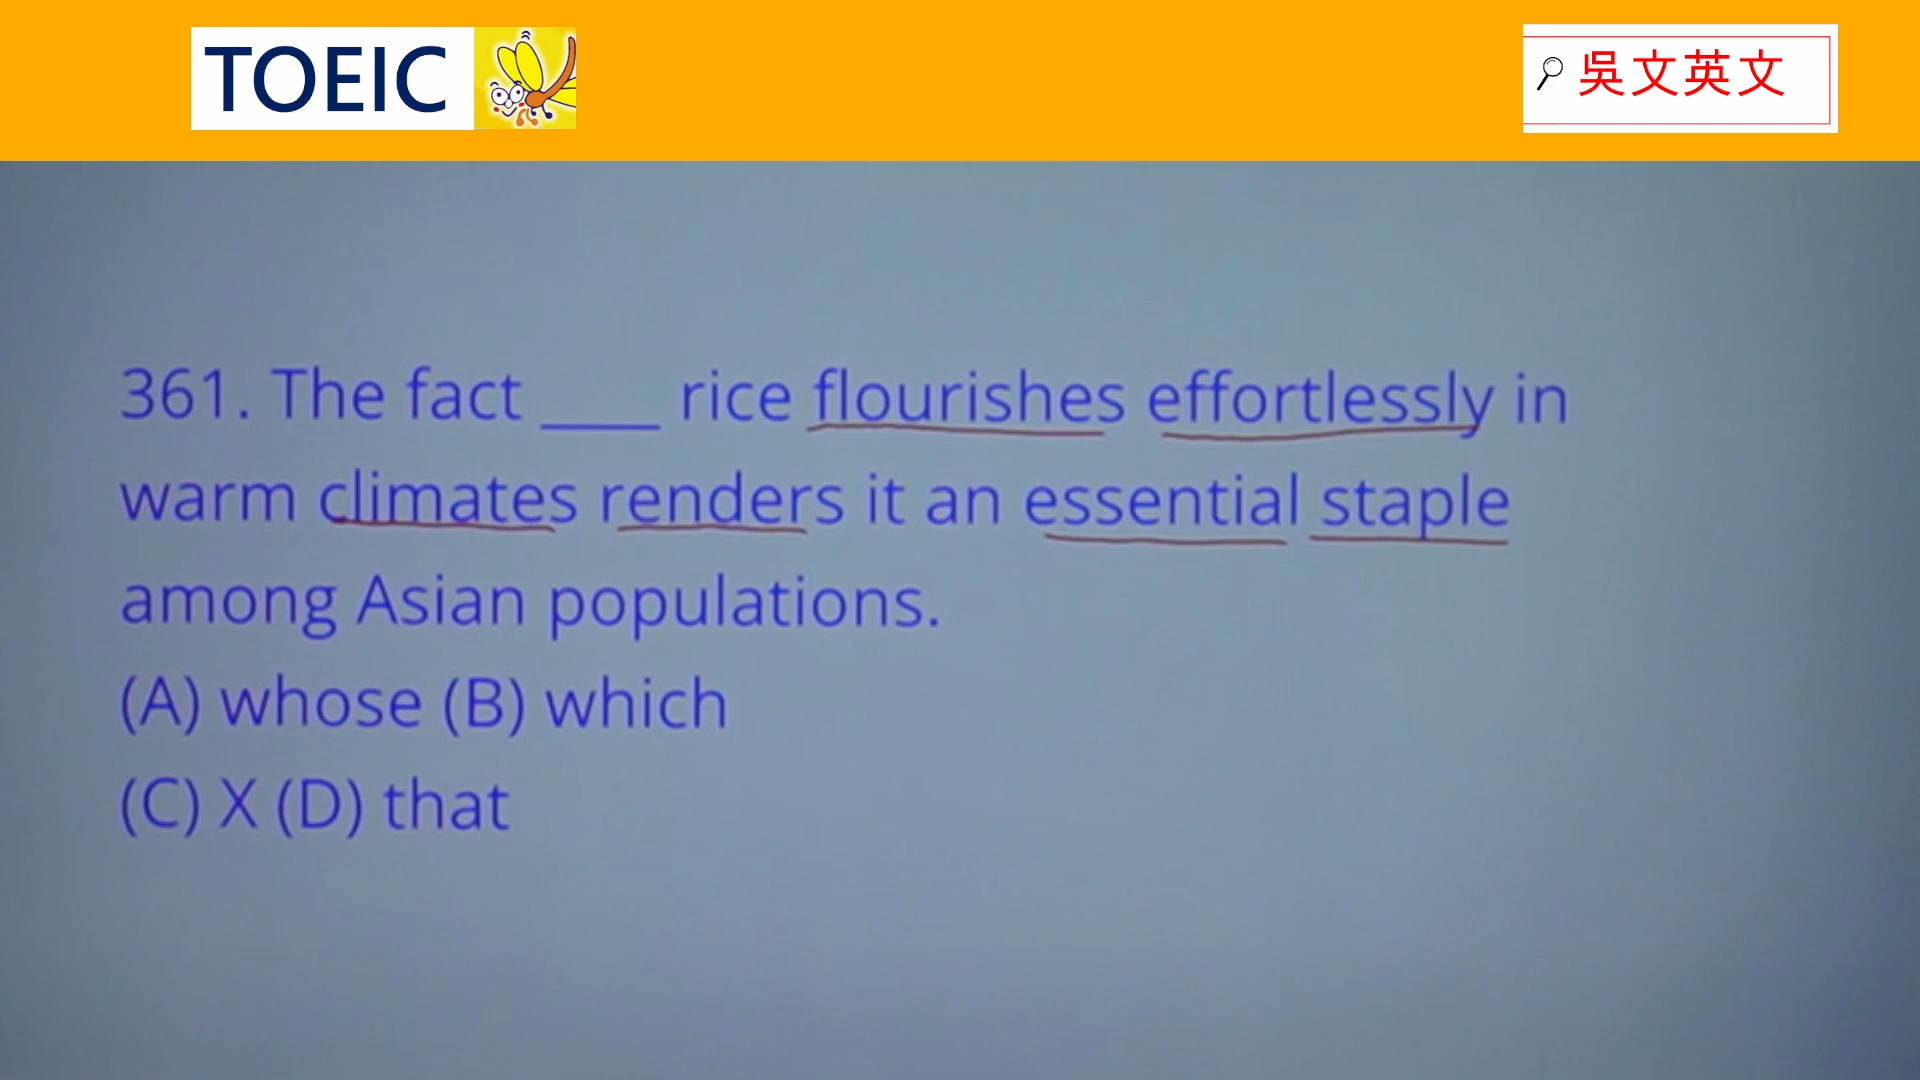 TOEIC
吳文英文
361. The fact ____ rice flourishes effortlessly in
warm climates renders it an essential staple
among Asian populations.
(A) whose (B) which
(C) X (D) that